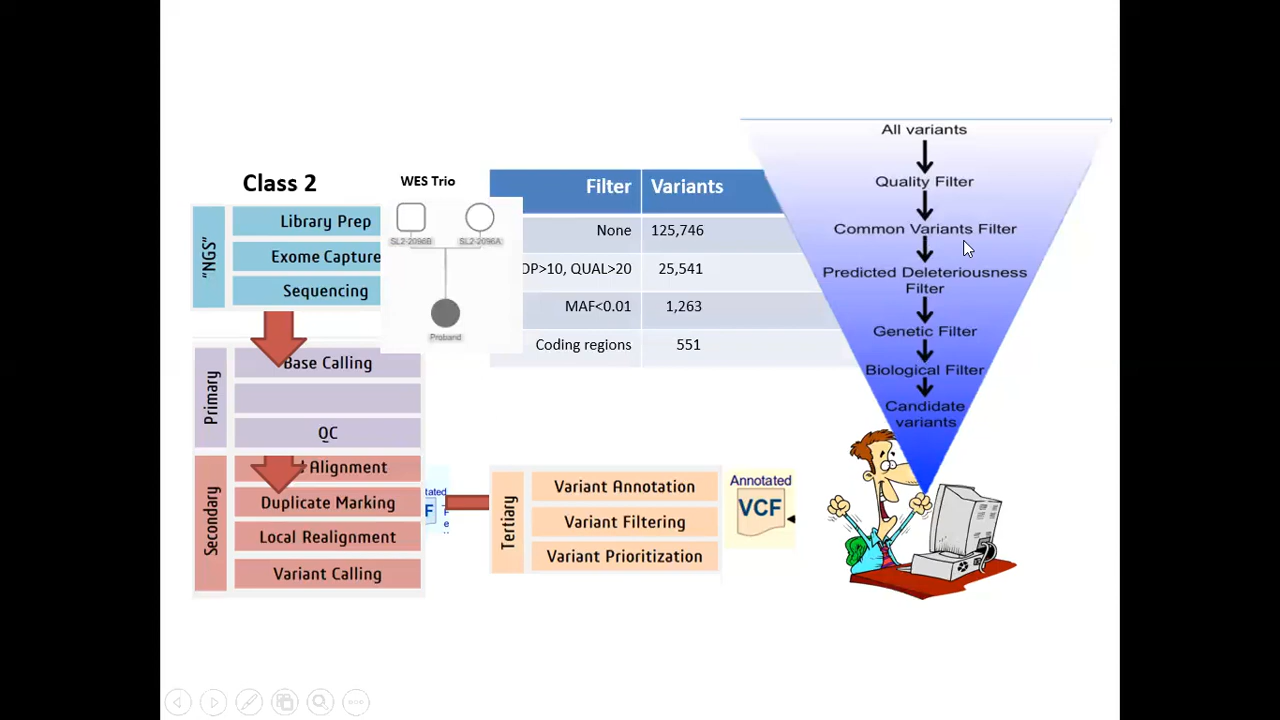 Class 2
"NGS"
Library Prep
Exome Capture
Sequencing
Primary
Base Calling
QC
Secondary
Alignment
Duplicate Marking
Local Realignment
Variant Calling
WES Trio
SL2-2096B SL2-2096A
Proband
Filter Variants
None 125,746
DP>10, QUAL>20 25,541
MAF<0.01 1,263
Coding regions 551
tated
F
Tertiary
Variant Annotation
Variant Filtering
Variant Prioritization
Annotated
VCF
All variants
Quality Filter
Common Variants Filter
Predicted Deleteriousness
Filter
Genetic Filter
Biological Filter
Candidate
variants